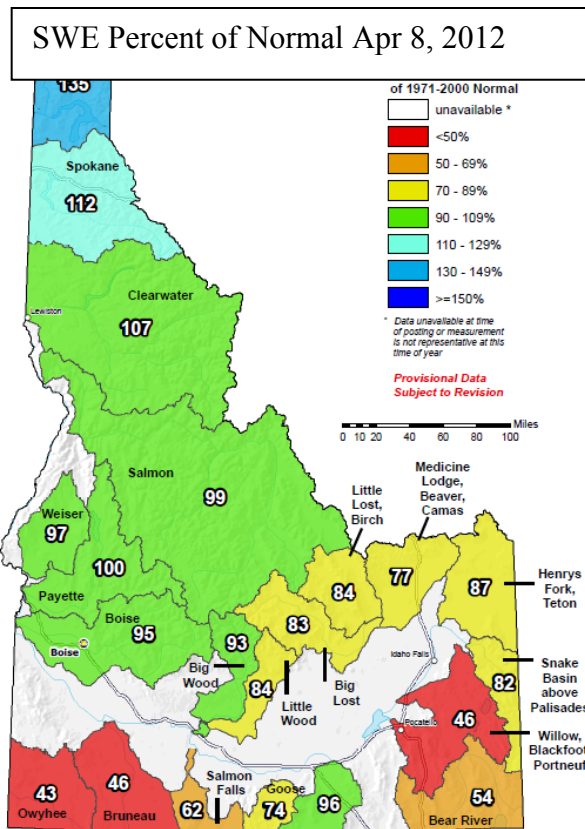 SWE Percent of Normal Apr 8, 2012
135
of 1971-2000 Normal
unavailable *
<50%
50 - 69%
70 - 89%
90 - 109%
110 - 129%
130 - 149%
>=150%
* Data unavailable at time
of posting or measurement
is not representative at this
time of year
Provisional Data
Subject to Revision
0 10 20 40 60 80 100 Miles
Spokane
112
Clearwater
Lewiston
107
Salmon
99
Weiser
97
100
Payette
Boise
95
Boise
93
Big
Wood
Little
Lost,
Birch
Medicine
Lodge,
Beaver,
Camas
84
77
87
Henrys
Fork,
Teton
83
84
Little
Wood
Big
Lost
Idaho Falls
82
Snake
Basin
above
Palisades
Pocatello
46
Willow,
Blackfoot,
Portneuf
43
Owyhee
46
Bruneau
Salmon
Falls
62
Goose
74
96
54
Bear River